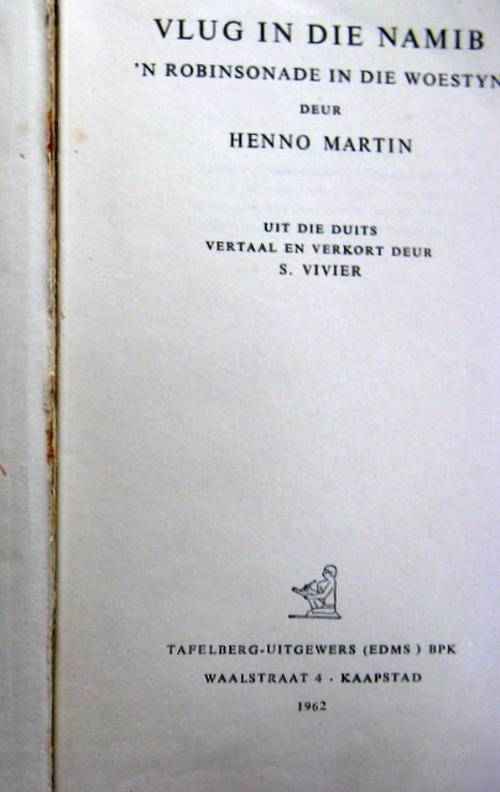 VLUG IN DIE NAMIB
'N ROBINSONADE IN DIE WOESTYN
DEUR
HENNO MARTIN
UIT DIE DUITS
VERTAAL EN VERKORT DEUR
S. VIVIER
TAFELBERG-UITGEWERS (EDMS ) BPK
WAALSTRAAT 4 · KAAPSTAD
1962